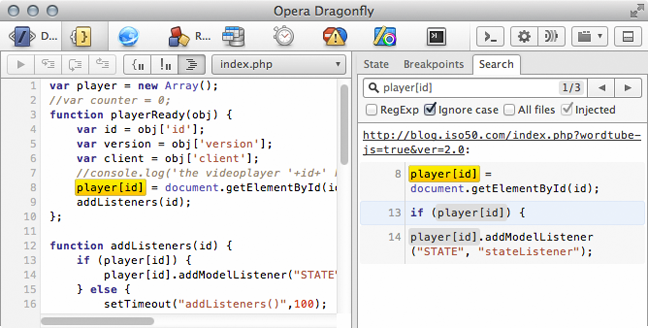 Opera Dragonfly
D...
R...
index.php
State Breakpoints Search
player[id] 1/3
RegExp Ignore case All files Injected
1 var player = new Array();
2 //var counter = 0;
3 function playerReady(obj) {
4 var id = obj['id'];
5 var version = obj['version'];
6 var client = obj['client'];
7 //console.log('the videoplayer '+id+'
8 player[id] = document.getElementById(id
9 addListeners(id);
10 };
11
12 function addListeners(id) {
13 if (player[id]) {
14 player[id].addModelListener("STATE"
15 } else {
16 setTimeout("addListeners()",100);
http://blog.iso50.com/index.php?wordtube-
js=true&ver=2.0:
8 player[id] =
document.getElementById(id);
13 if (player[id]) {
14 player[id].addModelListener
("STATE", "stateListener");